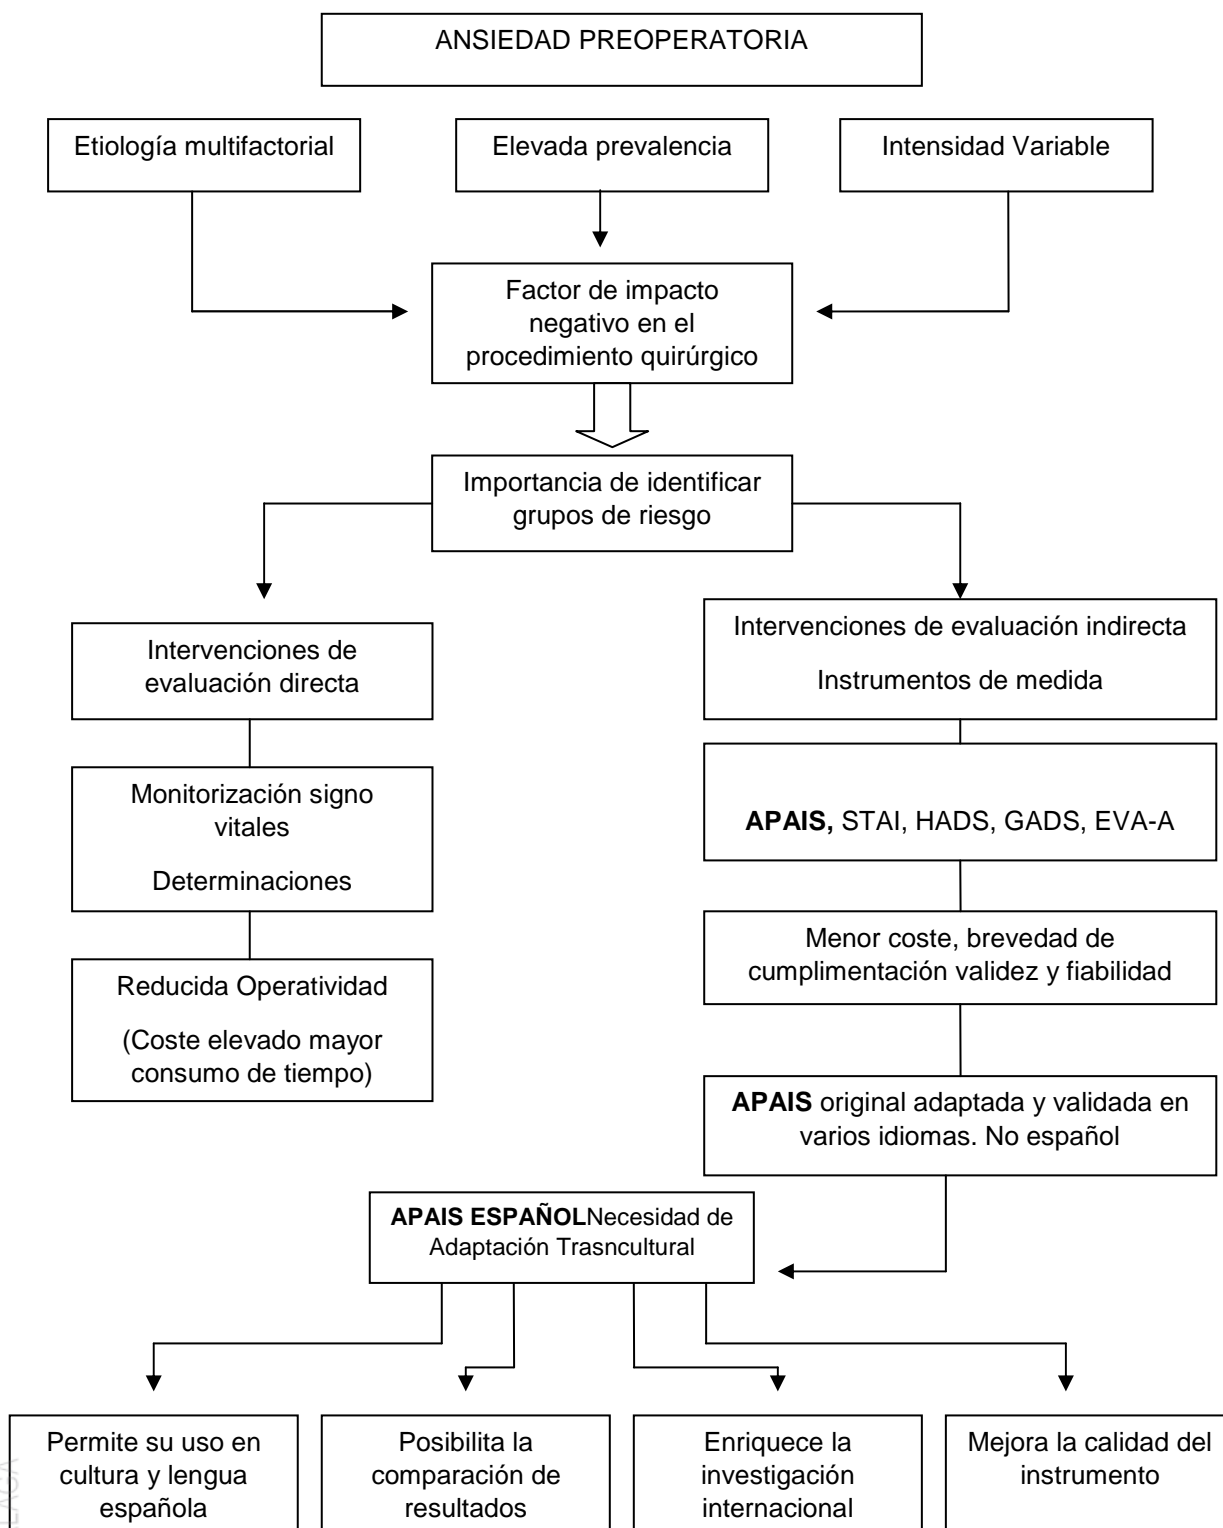 ANSIEDAD PREOPERATORIA
Etiología multifactorial
Elevada prevalencia
Intensidad Variable
Factor de impacto
negativo en el
procedimiento quirúrgico
Importancia de identificar
grupos de riesgo
Intervenciones de
evaluación directa
Intervenciones de evaluación indirecta
Instrumentos de medida
Monitorización signo
vitales
Determinaciones
APAIS, STAI, HADS, GADS, EVA-A
Reducida Operatividad
(Coste elevado mayor
consumo de tiempo)
Menor coste, brevedad de
cumplimentación validez y fiabilidad
APAIS original adaptada y validada en
varios idiomas. No español
APAIS ESPAÑOLNecesidad de
Adaptación Trasncultural
Permite su uso en
cultura y lengua
española
Posibilita la
comparación de
resultados
Enriquece la
investigación
internacional
Mejora la calidad del
instrumento